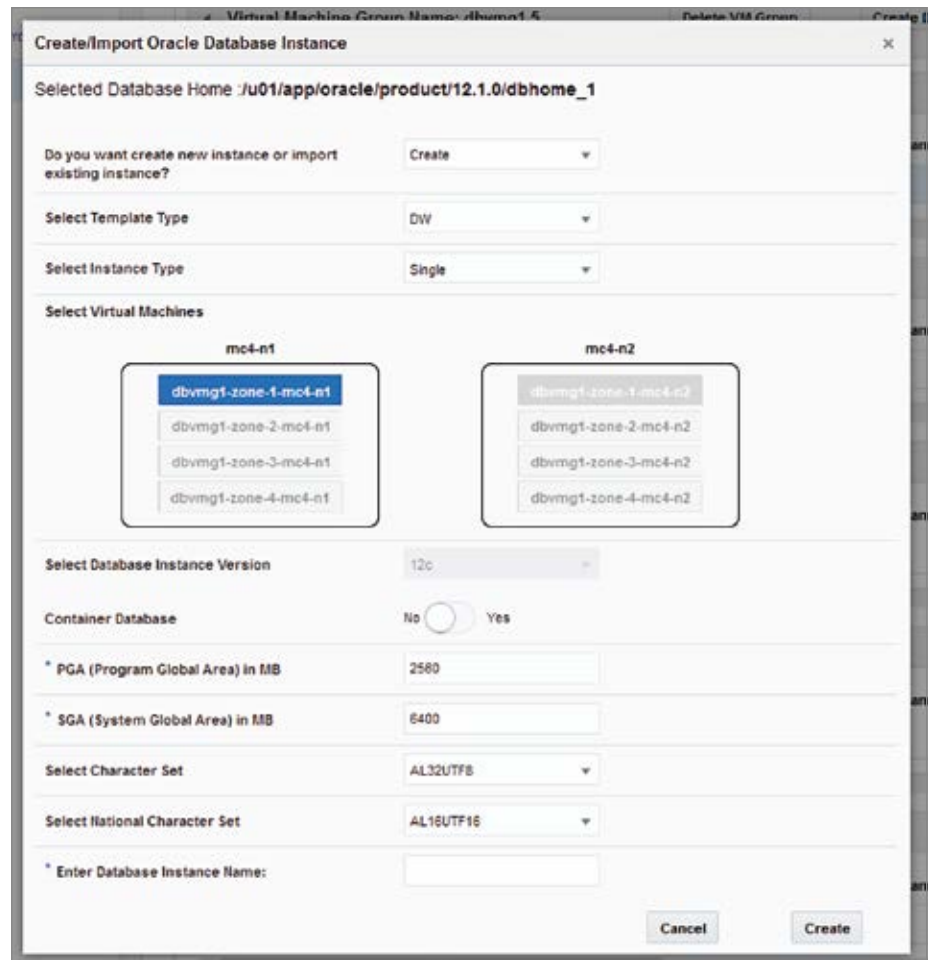 Virtual Machine Group Name: dbvmg1 5 Delete VM Group
Create/Import Oracle Database Instance ×
Selected Database Home :/u01/app/oracle/product/12.1.0/dbhome_1
Do you want create new instance or import Create
existing instance?
Select Template Type DW
Select Instance Type Single
Select Virtual Machines
mc4-n1 mc4-n2
dbvmg1-zone-1-mc4-n1 dbvmg1-zone-1-mc4-n2
dbvmg1-zone-2-mc4-n1 dbvmg1-zone-2-mc4-n2
dbvmg1-zone-3-mc4-n1 dbvmg1-zone-3-mc4-n2
dbvmg1-zone-4-mc4-n1 dbvmg1-zone-4-mc4-n2
Select Database Instance Version 12c
Container Database No Yes
* PGA (Program Global Area) in MB 2560
* SGA (System Global Area) in MB 6400
Select Character Set AL32UTF8
Select National Character Set AL16UTF16
* Enter Database Instance Name:
Cancel Create